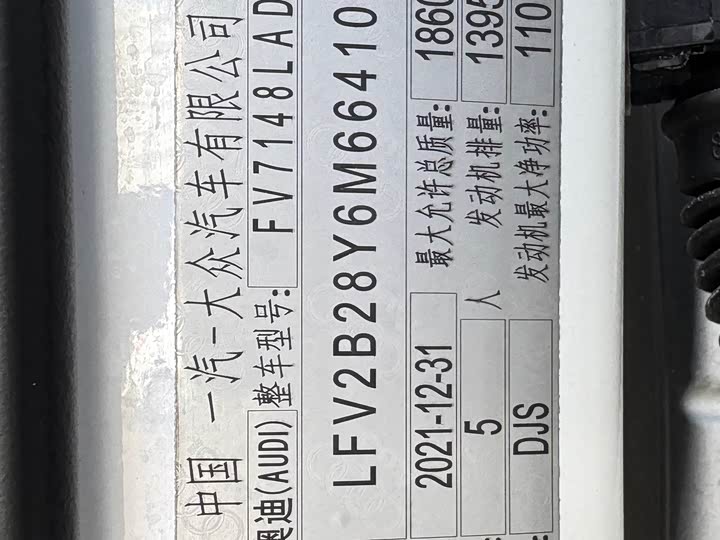 中国 一汽-大众汽车有限公司
奥迪(AUDI) 整车型号: FV7148LAD
LFV2B28Y6M66410
2021-12-31 最大允许总质量: 1860
5 人 发动机排量: 1395
DJS 发动机最大净功率: 110